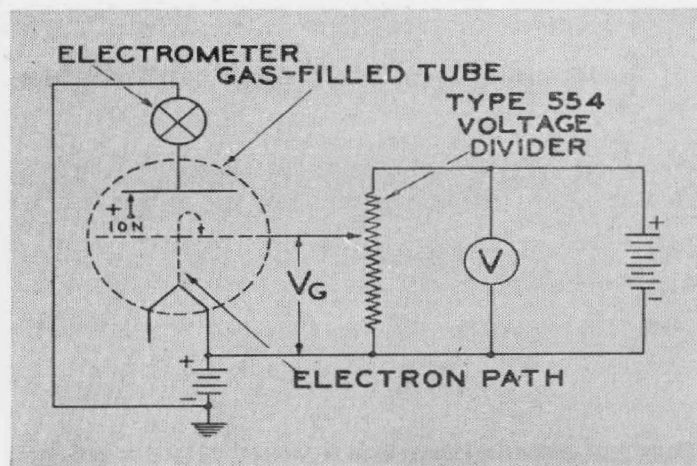 ELECTROMETER
GAS-FILLED TUBE
TYPE 554
VOLTAGE
DIVIDER
+
ION
VG
V
+
-
+
-
ELECTRON PATH